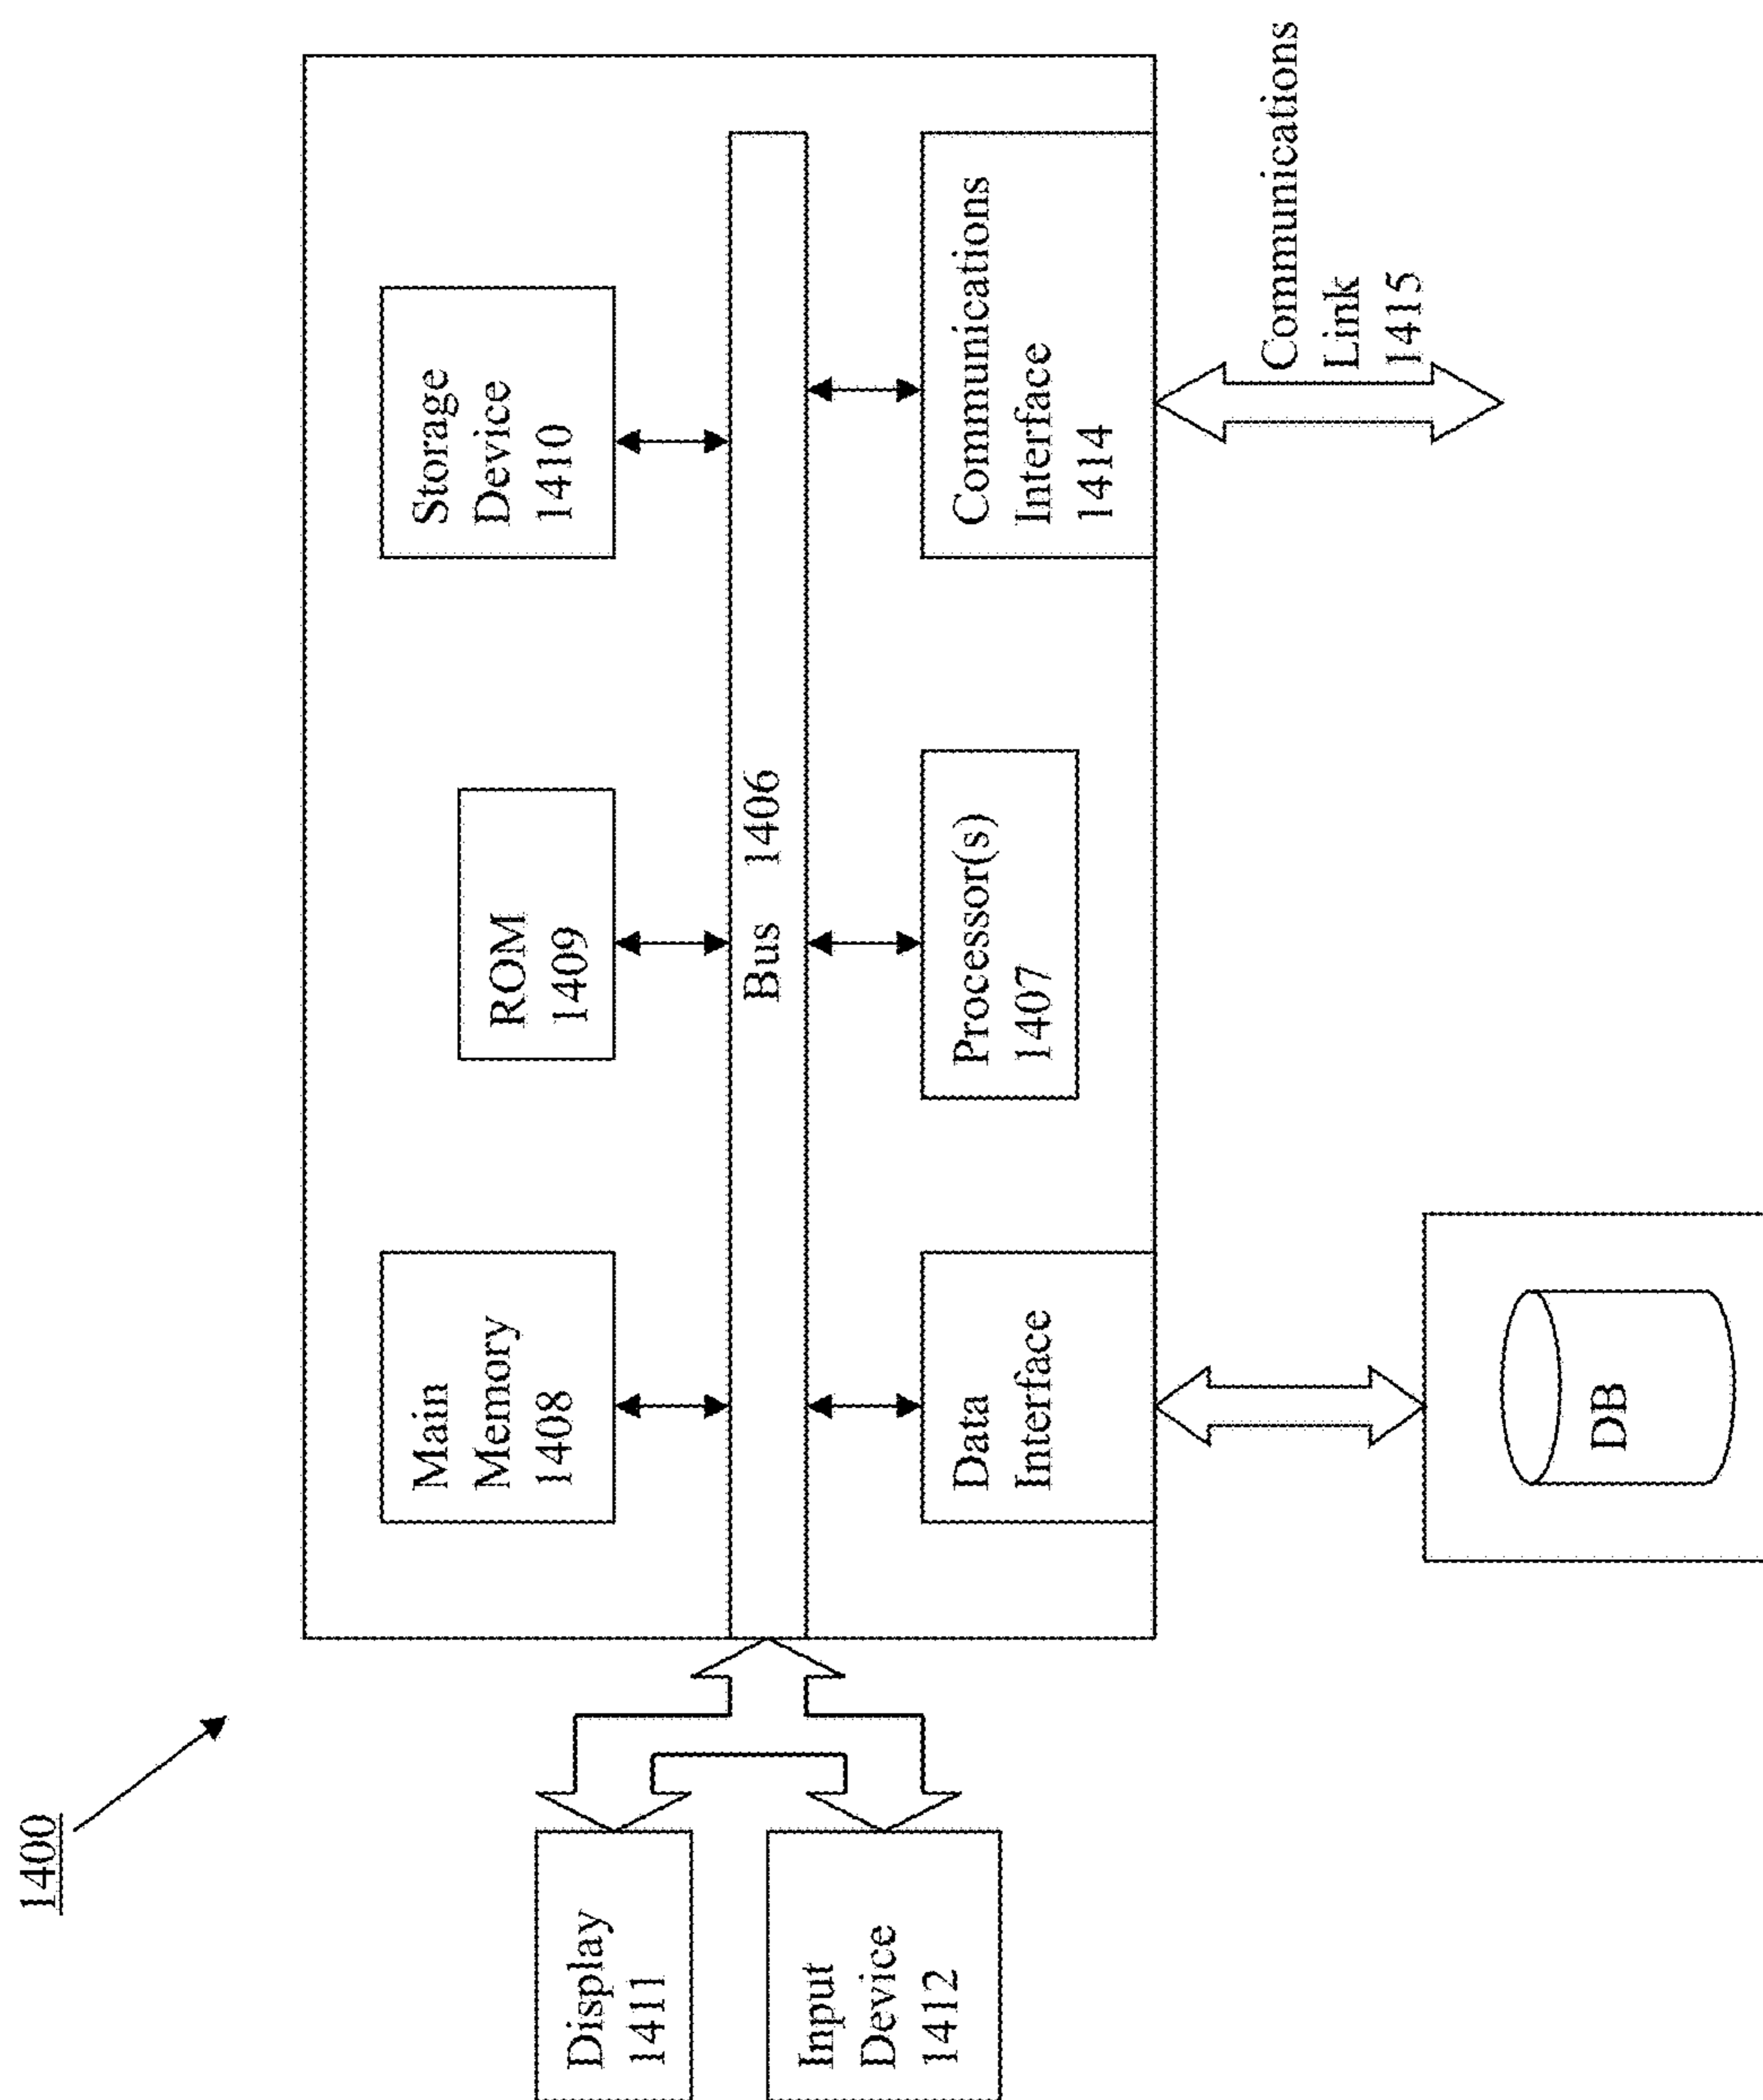 1400
Display
1411
Input
Device
1412
Main
Memory
1408
ROM
1409
Storage
Device
1410
Bus 1406
Data
Interface
Processor(s)
1407
Communications
Interface
1414
Communications
Link
1415
DB